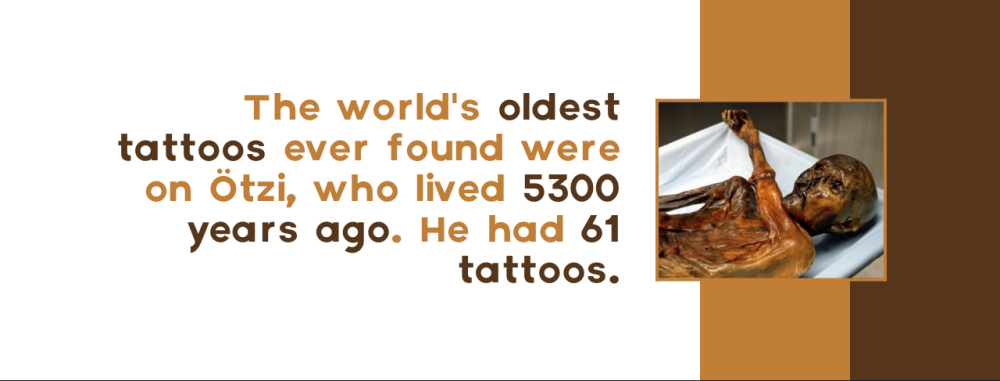 The world's oldest
tattoos ever found were
on Ötzi, who lived 5300
years ago. He had 61
tattoos.